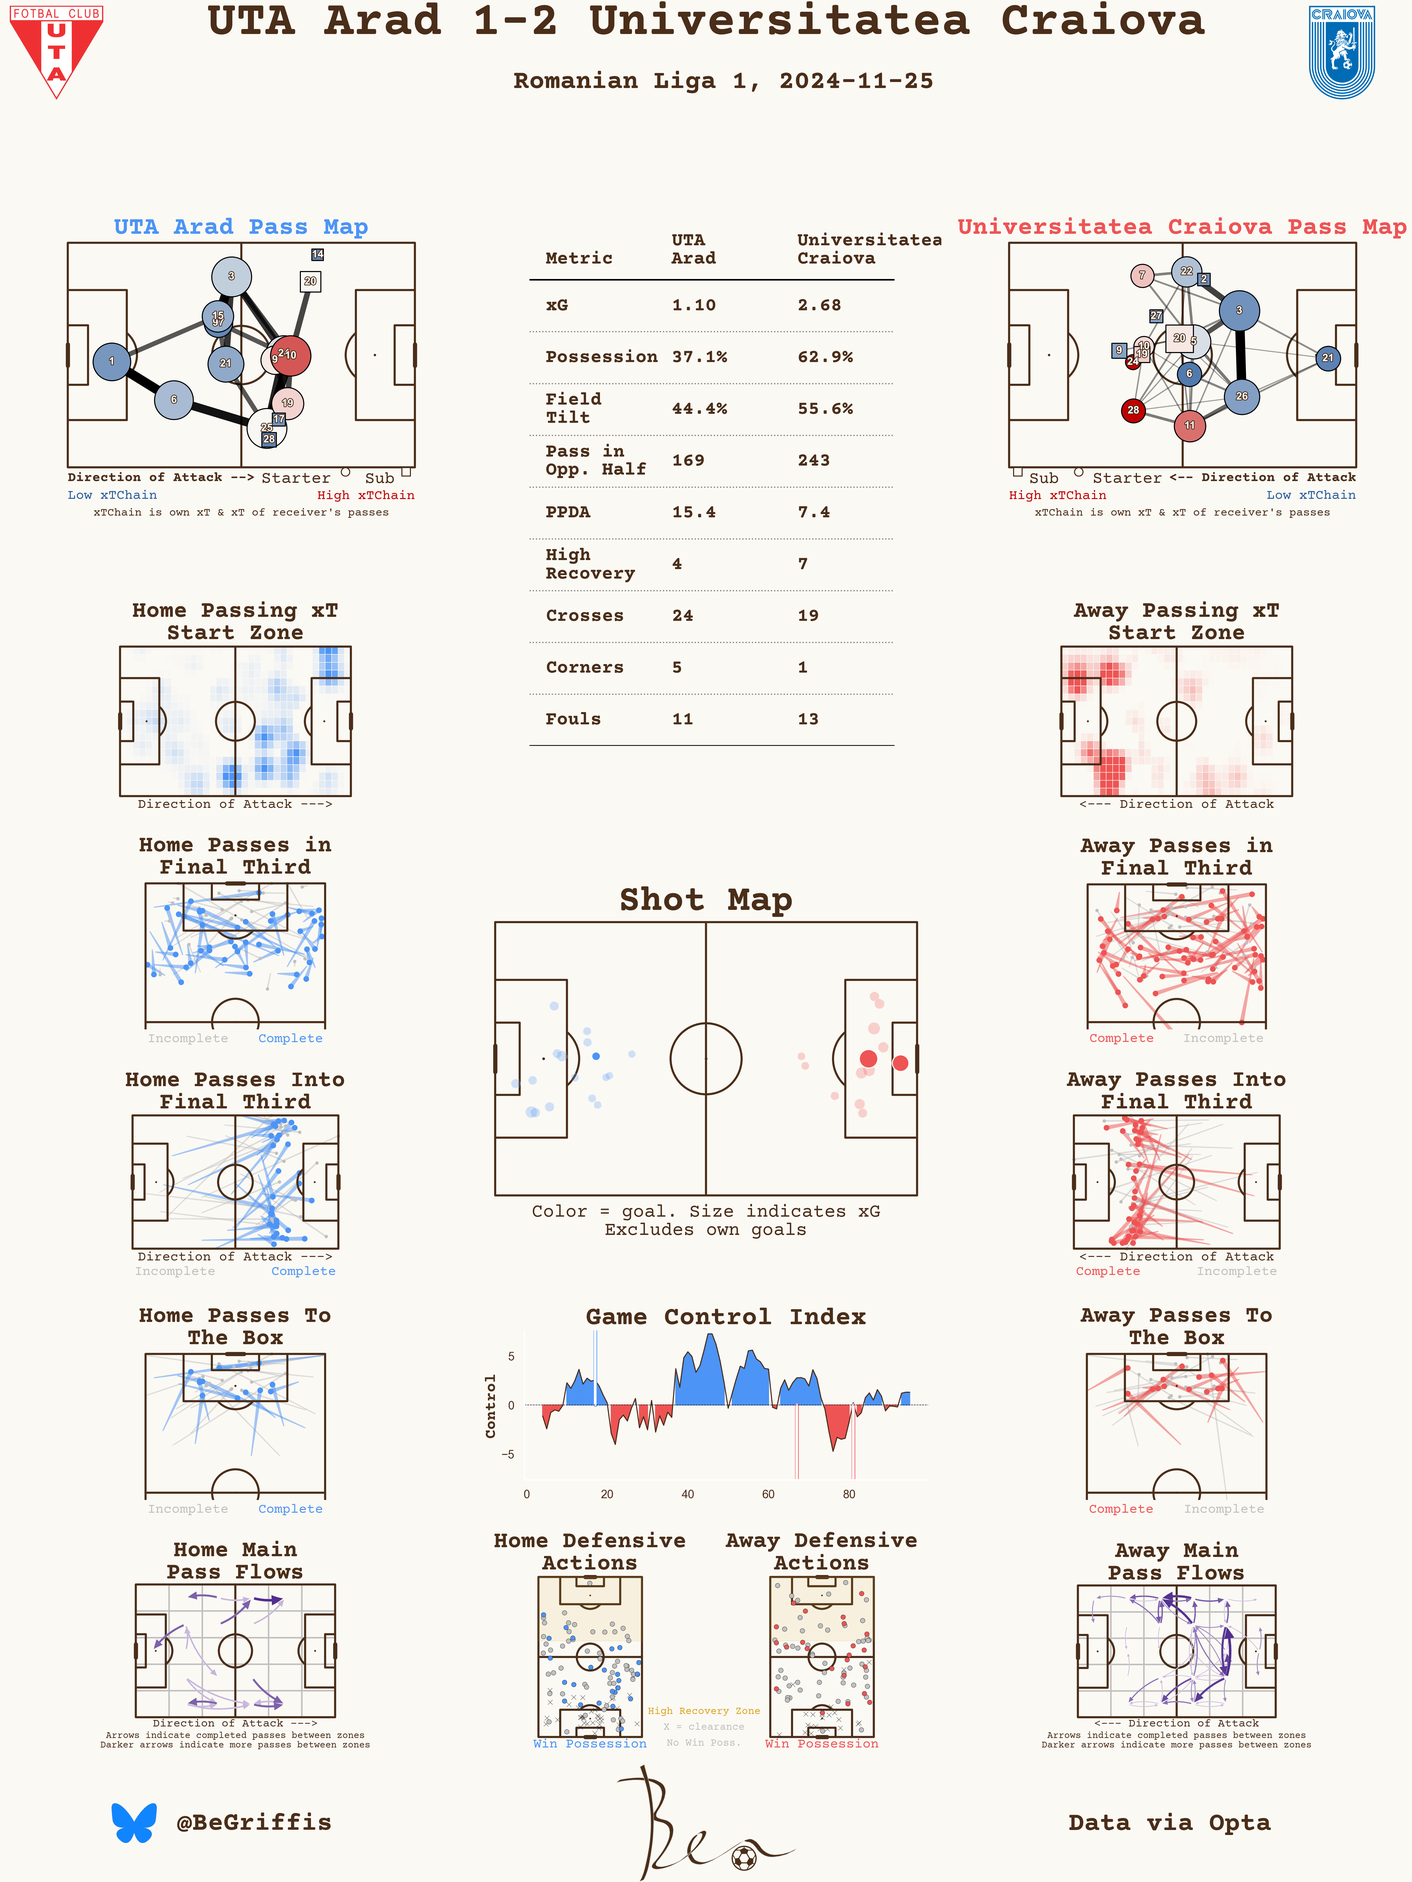 UTA Arad 1-2 Universitatea Craiova
FOTBAL CLUB
U
T
A
CRAIOVA
Romanian Liga 1, 2024-11-25
UTA Arad Pass Map
1
3
6
15
21
14
20
10
19
17
25
28
Direction of Attack --> Starter Sub
Low xTChain High xTChain
xTChain is own xT & xT of receiver's passes
Metric UTA Arad Universitatea Craiova
xG 1.10 2.68
Possession 37.1% 62.9%
Field Tilt 44.4% 55.6%
Pass in Opp. Half 169 243
PPDA 15.4 7.4
High Recovery 4 7
Crosses 24 19
Corners 5 1
Fouls 11 13
Universitatea Craiova Pass Map
7
22
2
3
27
20
5
9
10
19
24
6
21
28
11
26
Sub Starter <-- Direction of Attack
High xTChain Low xTChain
xTChain is own xT & xT of receiver's passes
Home Passing xT
Start Zone
Direction of Attack --->
Away Passing xT
Start Zone
<--- Direction of Attack
Home Passes in
Final Third
Incomplete Complete
Away Passes in
Final Third
Complete Incomplete
Shot Map
Color = goal. Size indicates xG
Excludes own goals
Home Passes Into
Final Third
Direction of Attack --->
Incomplete Complete
Away Passes Into
Final Third
<--- Direction of Attack
Complete Incomplete
Home Passes To
The Box
Incomplete Complete
Game Control Index
Control
5
0
−5
0 20 40 60 80
Away Passes To
The Box
Complete Incomplete
Home Main
Pass Flows
Direction of Attack --->
Arrows indicate completed passes between zones
Darker arrows indicate more passes between zones
Home Defensive
Actions
Win Possession
Away Defensive
Actions
Win Possession
High Recovery Zone
X = clearance
No Win Poss.
Away Main
Pass Flows
<--- Direction of Attack
Arrows indicate completed passes between zones
Darker arrows indicate more passes between zones
@BeGriffis
Ben
Data via Opta